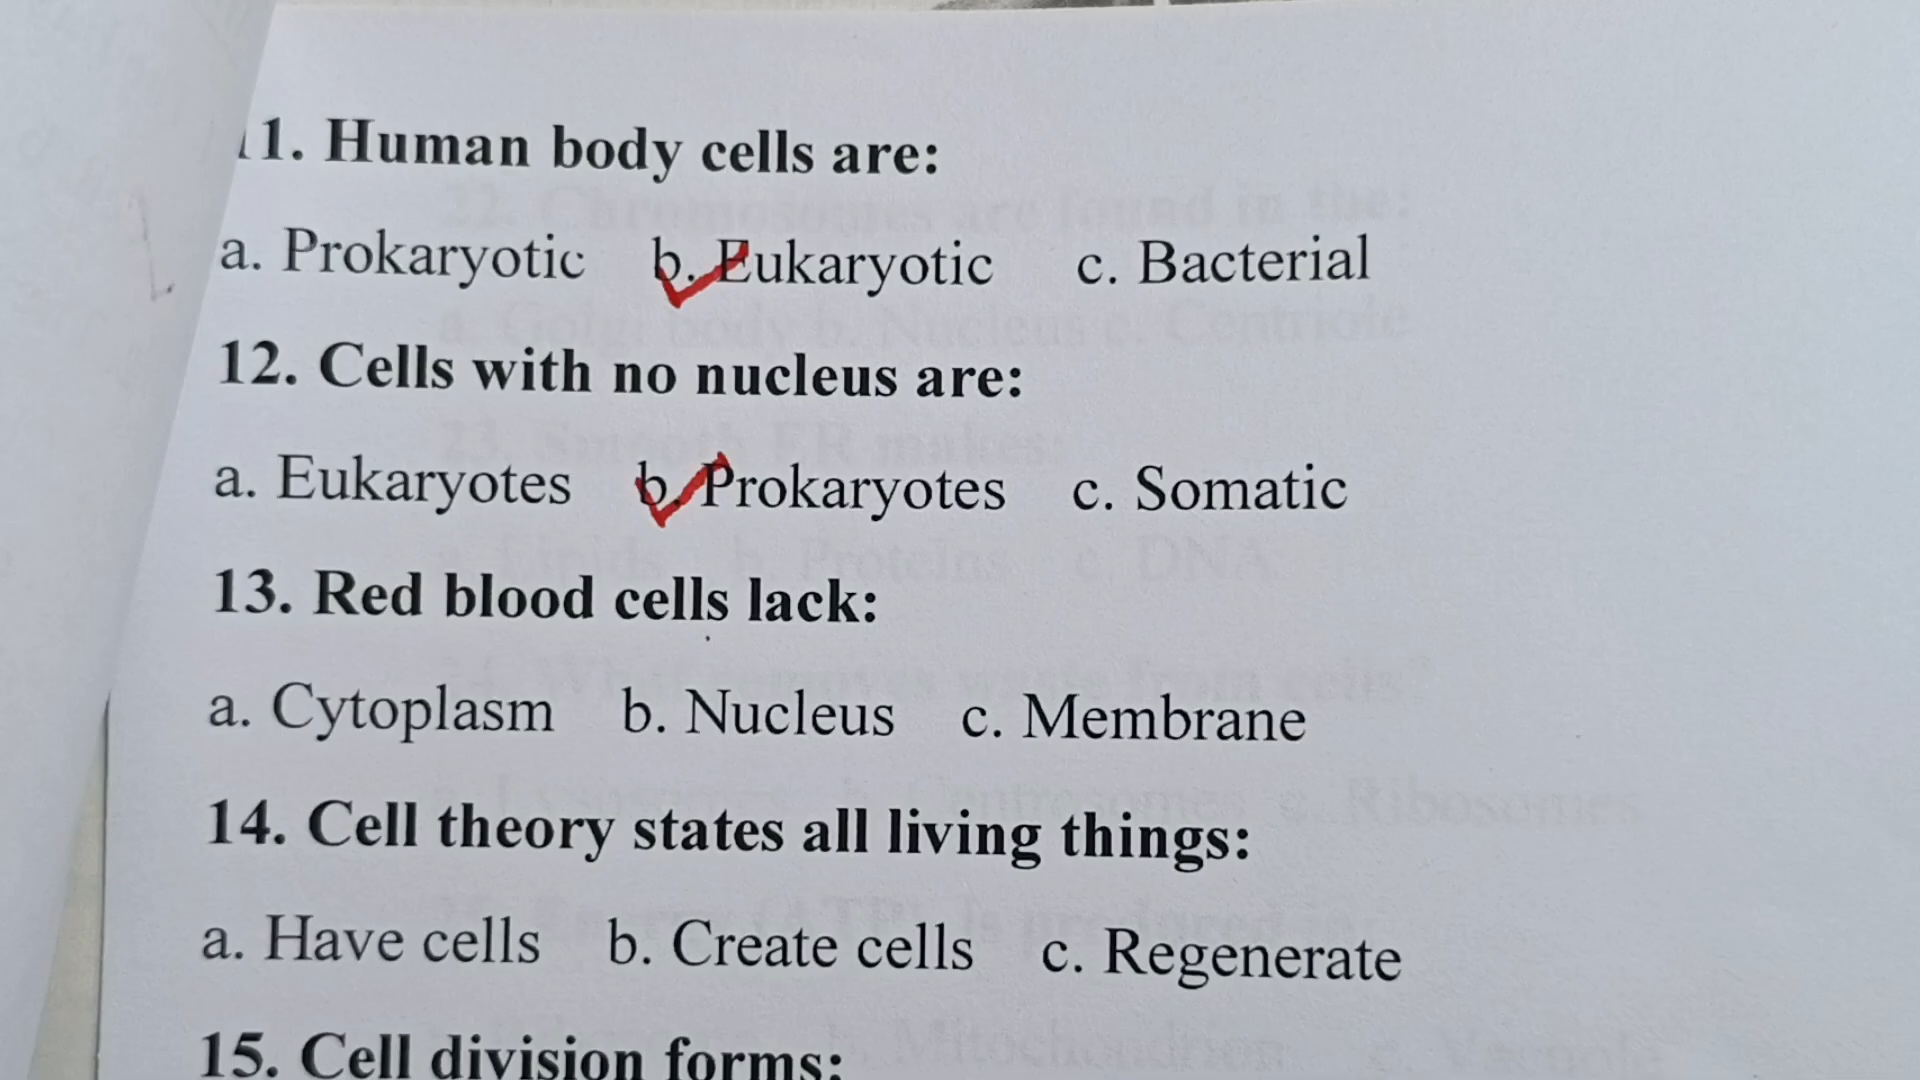 11. Human body cells are:
a. Prokaryotic b. Eukaryotic c. Bacterial
12. Cells with no nucleus are:
a. Eukaryotes b. Prokaryotes c. Somatic
13. Red blood cells lack:
a. Cytoplasm b. Nucleus c. Membrane
14. Cell theory states all living things:
a. Have cells b. Create cells c. Regenerate
15. Cell division forms: